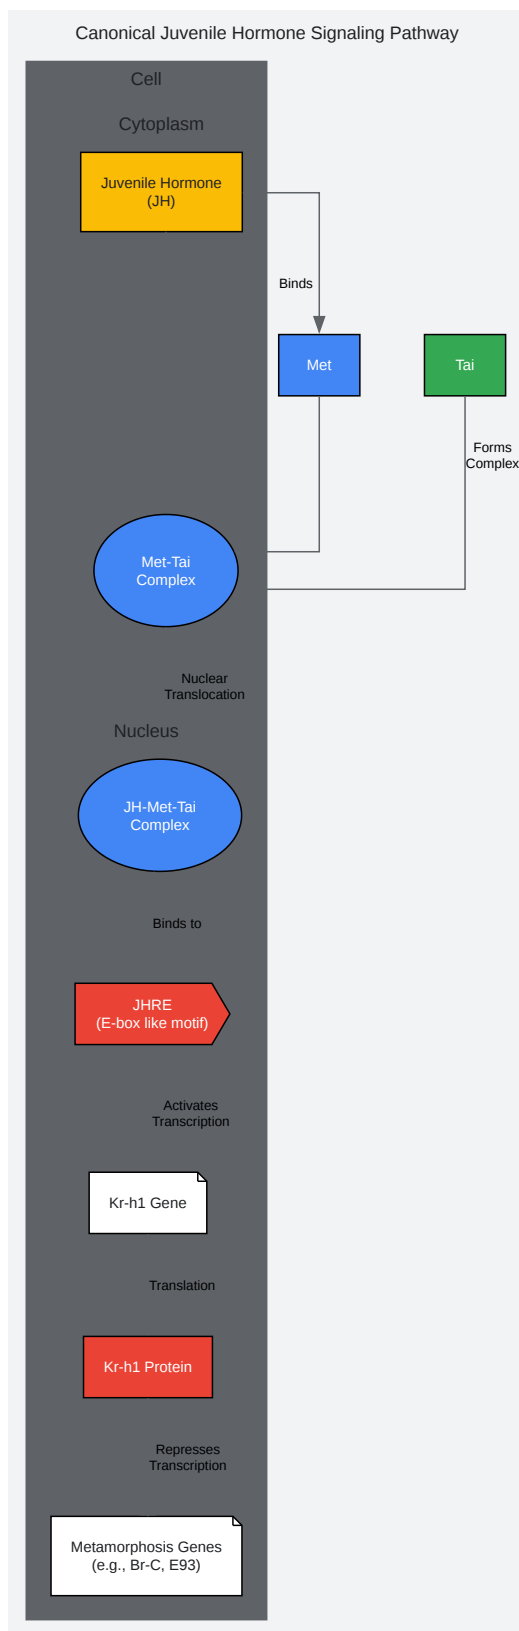 Canonical Juvenile Hormone Signaling Pathway
Cell
Cytoplasm
Juvenile Hormone
(JH)
Binds
Met
Tai
Forms
Complex
Met-Tai
Complex
Nuclear
Translocation
Nucleus
JH-Met-Tai
Complex
Binds to
JHRE
(E-box like motif)
Activates
Transcription
Kr-h1 Gene
Translation
Kr-h1 Protein
Represses
Transcription
Metamorphosis Genes
(e.g., Br-C, E93)